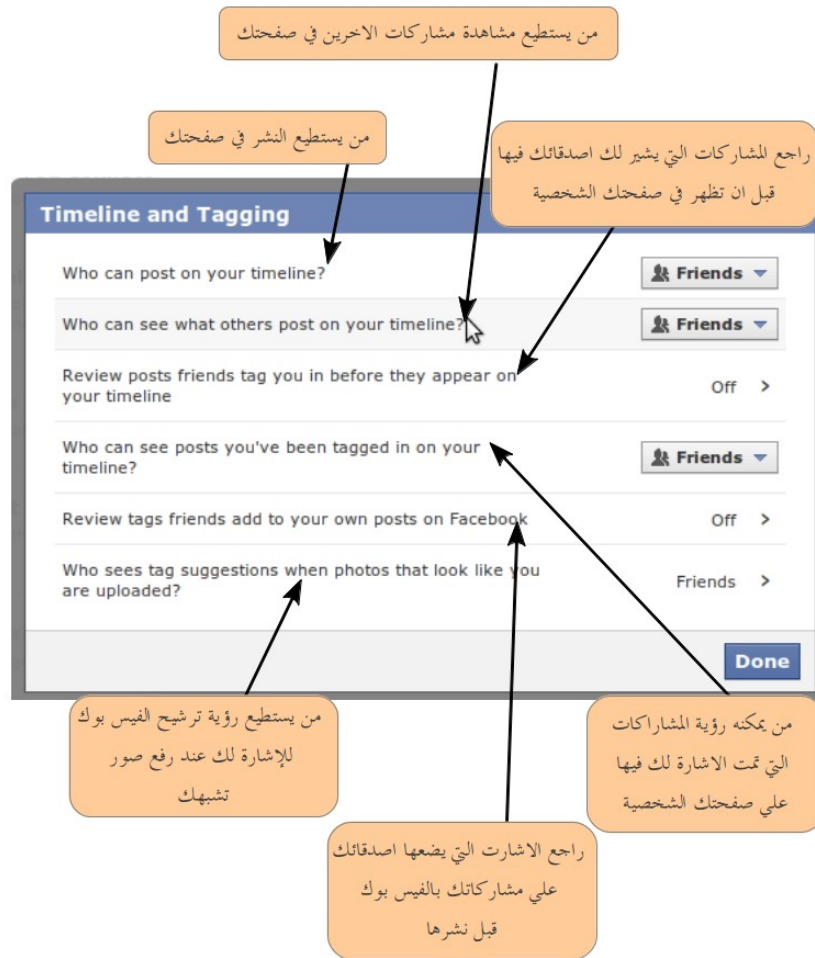 من يستطيع مشاهدة مشاركات الاخرين في صفحتك
من يستطيع النشر في صفحتك
راجع المشاركات التي يشير لك اصدقائك فيها
قبل ان تظهر في صفحتك الشخصية
Timeline and Tagging
Who can post on your timeline?
Friends
Who can see what others post on your timeline?
Friends
Review posts friends tag you in before they appear on
your timeline
Off
Who can see posts you've been tagged in on your
timeline?
Friends
Review tags friends add to your own posts on Facebook
Off
Who sees tag suggestions when photos that look like you
are uploaded?
Friends
Done
من يستطيع رؤية ترشيح الفيس بوك
للإشارة لك عند رفع صور
تشبهك
من يمكنه رؤية المشاراكات
التي تمت الاشارة لك فيها
علي صفحتك الشخصية
راجع الاشارت التي يضعها اصدقائك
علي مشاركاتك بالفيس بوك
قبل نشرها